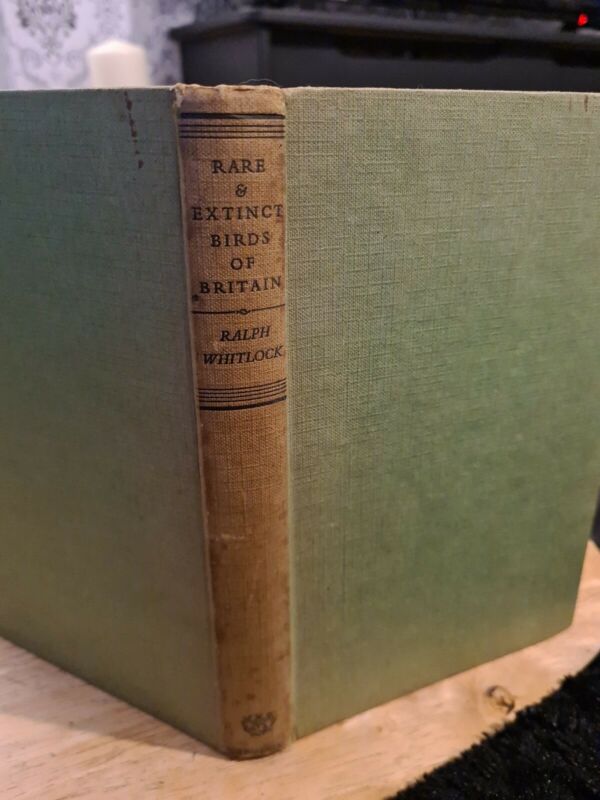 RARE
&
EXTINCT
BIRDS
OF
BRITAIN
RALPH
WHITLOCK